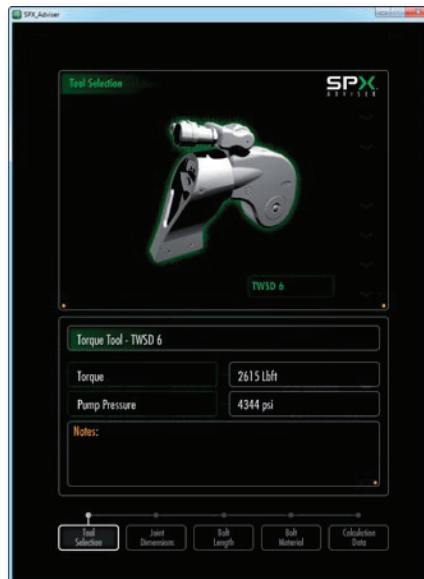 SPX_Adviser
Tool Selection
SPX
ADVISER
TWSD 6
Torque Tool - TWSD 6
Torque
2615 Lbft
Pump Pressure
4344 psi
Notes:
Tool
Selection
Joint
Dimensions
Bolt
Length
Bolt
Material
Calculation
Data